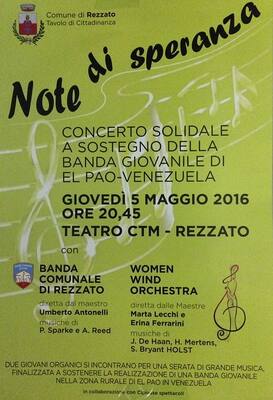 Comune di Rezzato
Tavolo di Cittadinanza
Note di speranza
CONCERTO SOLIDALE
A SOSTEGNO DELLA
BANDA GIOVANILE DI
EL PAO-VENEZUELA
GIOVEDÌ 5 MAGGIO 2016
ORE 20,45
TEATRO CTM - REZZATO
con
BANDA
COMUNALE
DI REZZATO
diretta dal maestro
Umberto Antonelli
musiche di
P. Sparke e A. Reed
WOMEN
WIND
ORCHESTRA
dirette dalle Maestre
Marta Lecchi e
Erina Ferrarini
musiche di
J. De Haan, H. Mertens,
S. Bryant HOLST
DUE GIOVANI ORGANICI SI INCONTRANO PER UNA SERATA DI GRANDE MUSICA,
FINALIZZATA A SOSTENERE LA REALIZZAZIONE DI UNA BANDA GIOVANILE
NELLA ZONA RURALE DI EL PAO IN VENEZUELA
in collaborazione con